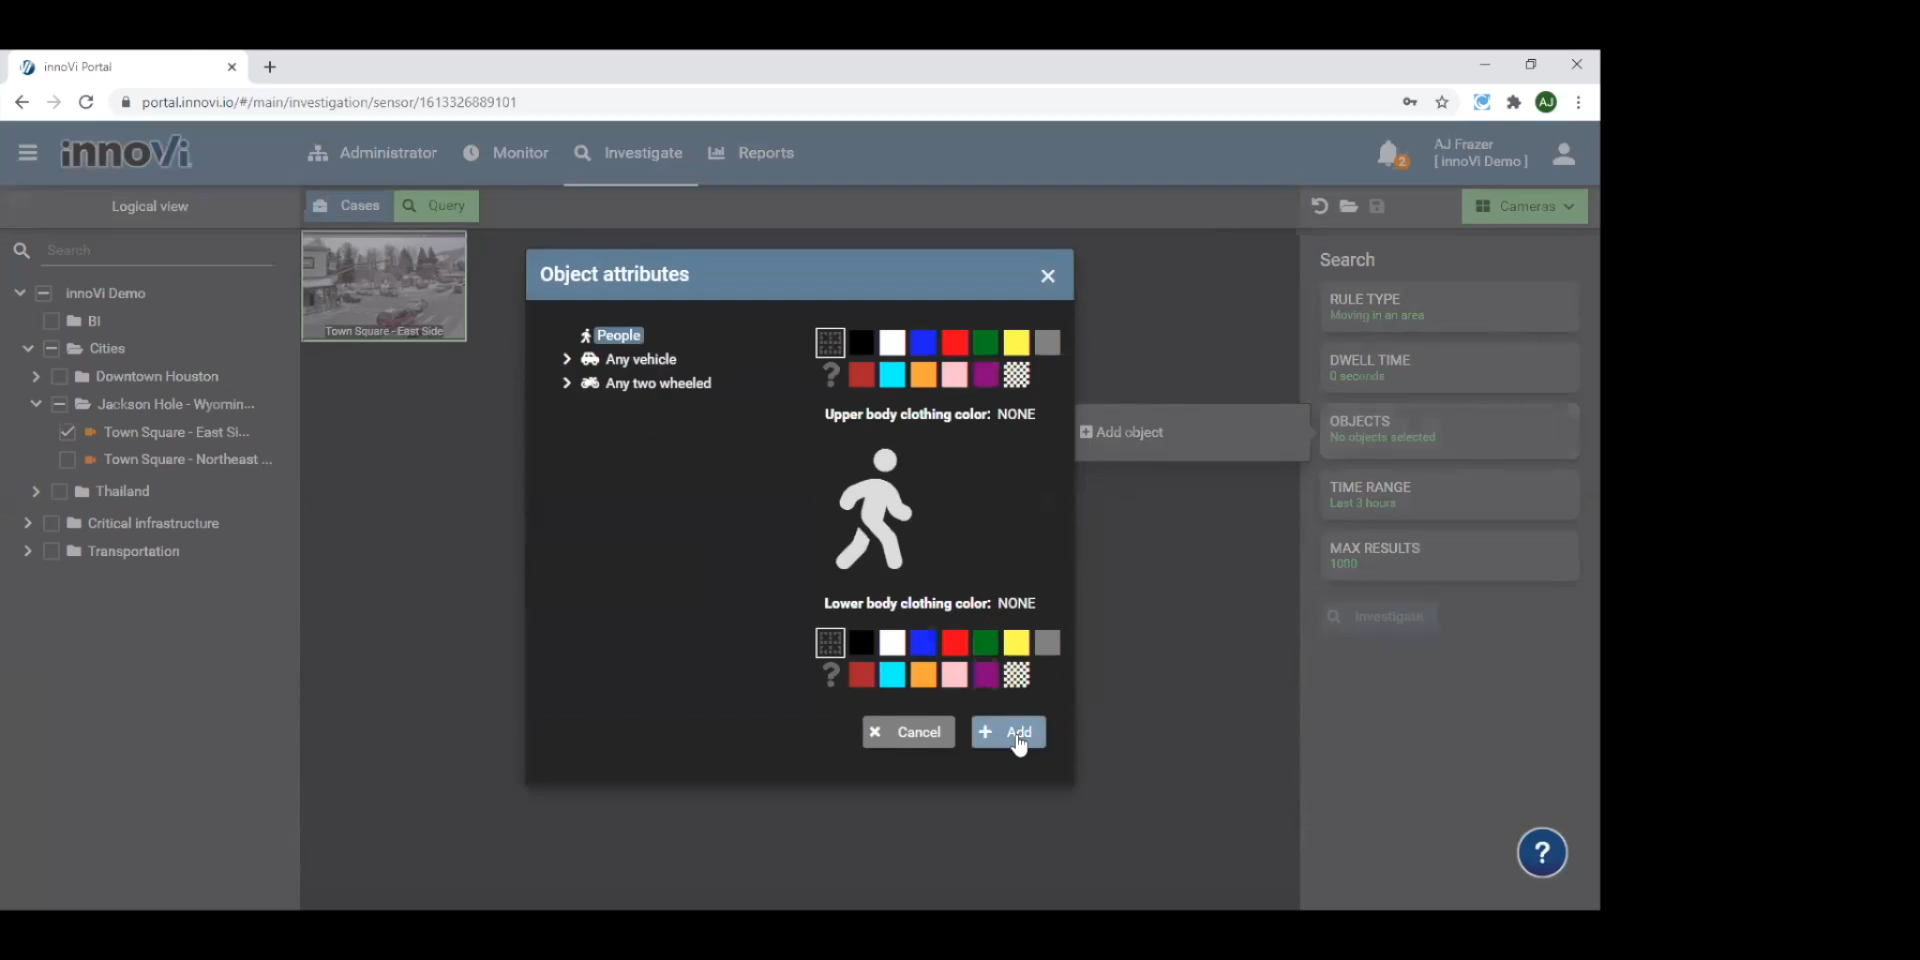 innoVi Portal
portal.innovi.io/#/main/investigation/sensor/1613326889101
AJ
innoVi
Administrator
Monitor
Investigate
Reports
2
AJ Frazer
[ innoVi Demo ]
Logical view
Cases
Query
Cameras
Search
innoVi Demo
BI
Cities
Downtown Houston
Jackson Hole - Wyomin...
Town Square - East Si...
Town Square - Northeast ...
Thailand
Critical infrastructure
Transportation
Town Square - East Side
Object attributes
People
Any vehicle
Any two wheeled
?
Upper body clothing color: NONE
Lower body clothing color: NONE
?
Cancel
Add
Add object
Search
RULE TYPE
Moving in an area
DWELL TIME
0 seconds
OBJECTS
No objects selected
TIME RANGE
Last 3 hours
MAX RESULTS
1000
Investigate
?